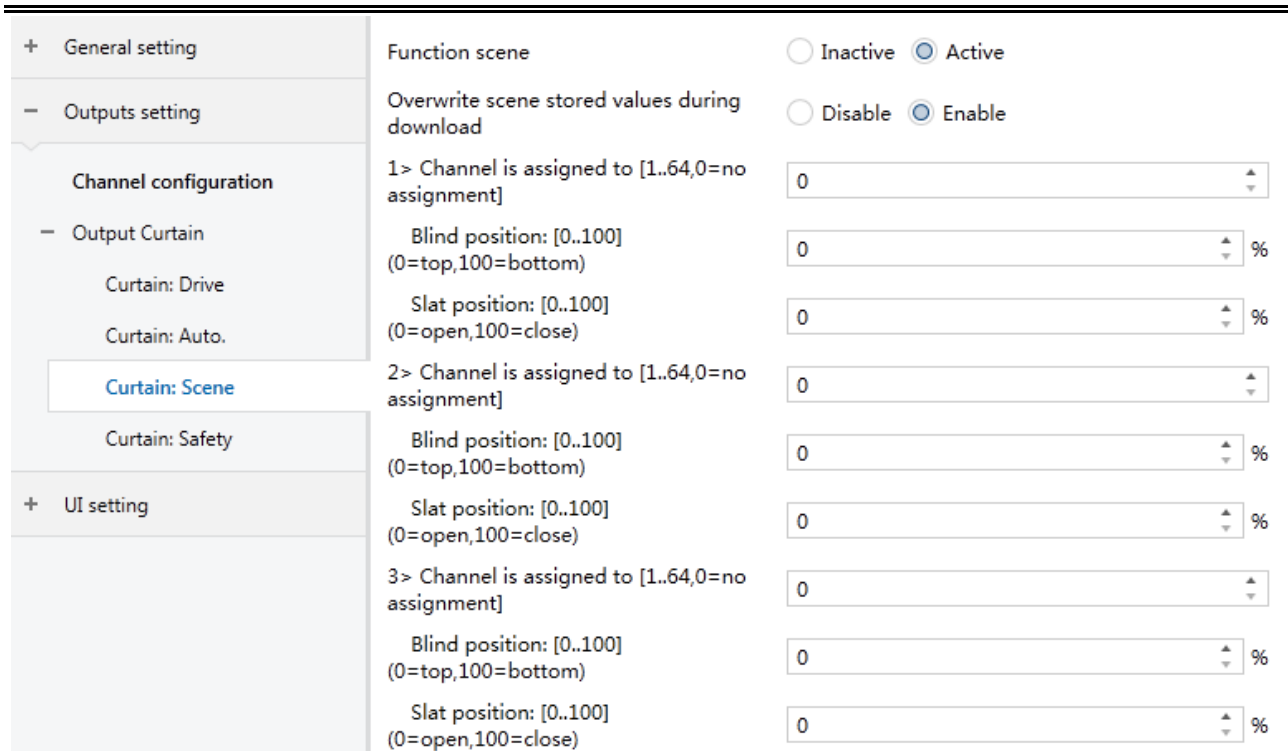 + General setting
− Outputs setting
Channel configuration
− Output Curtain
Curtain: Drive
Curtain: Auto.
Curtain: Scene
Curtain: Safety
+ UI setting
Function scene
Inactive Active
Overwrite scene stored values during
download
Disable Enable
1> Channel is assigned to [1..64,0=no
assignment]
0
Blind position: [0..100]
(0=top,100=bottom)
0 %
Slat position: [0..100]
(0=open,100=close)
0 %
2> Channel is assigned to [1..64,0=no
assignment]
0
Blind position: [0..100]
(0=top,100=bottom)
0 %
Slat position: [0..100]
(0=open,100=close)
0 %
3> Channel is assigned to [1..64,0=no
assignment]
0
Blind position: [0..100]
(0=top,100=bottom)
0 %
Slat position: [0..100]
(0=open,100=close)
0 %